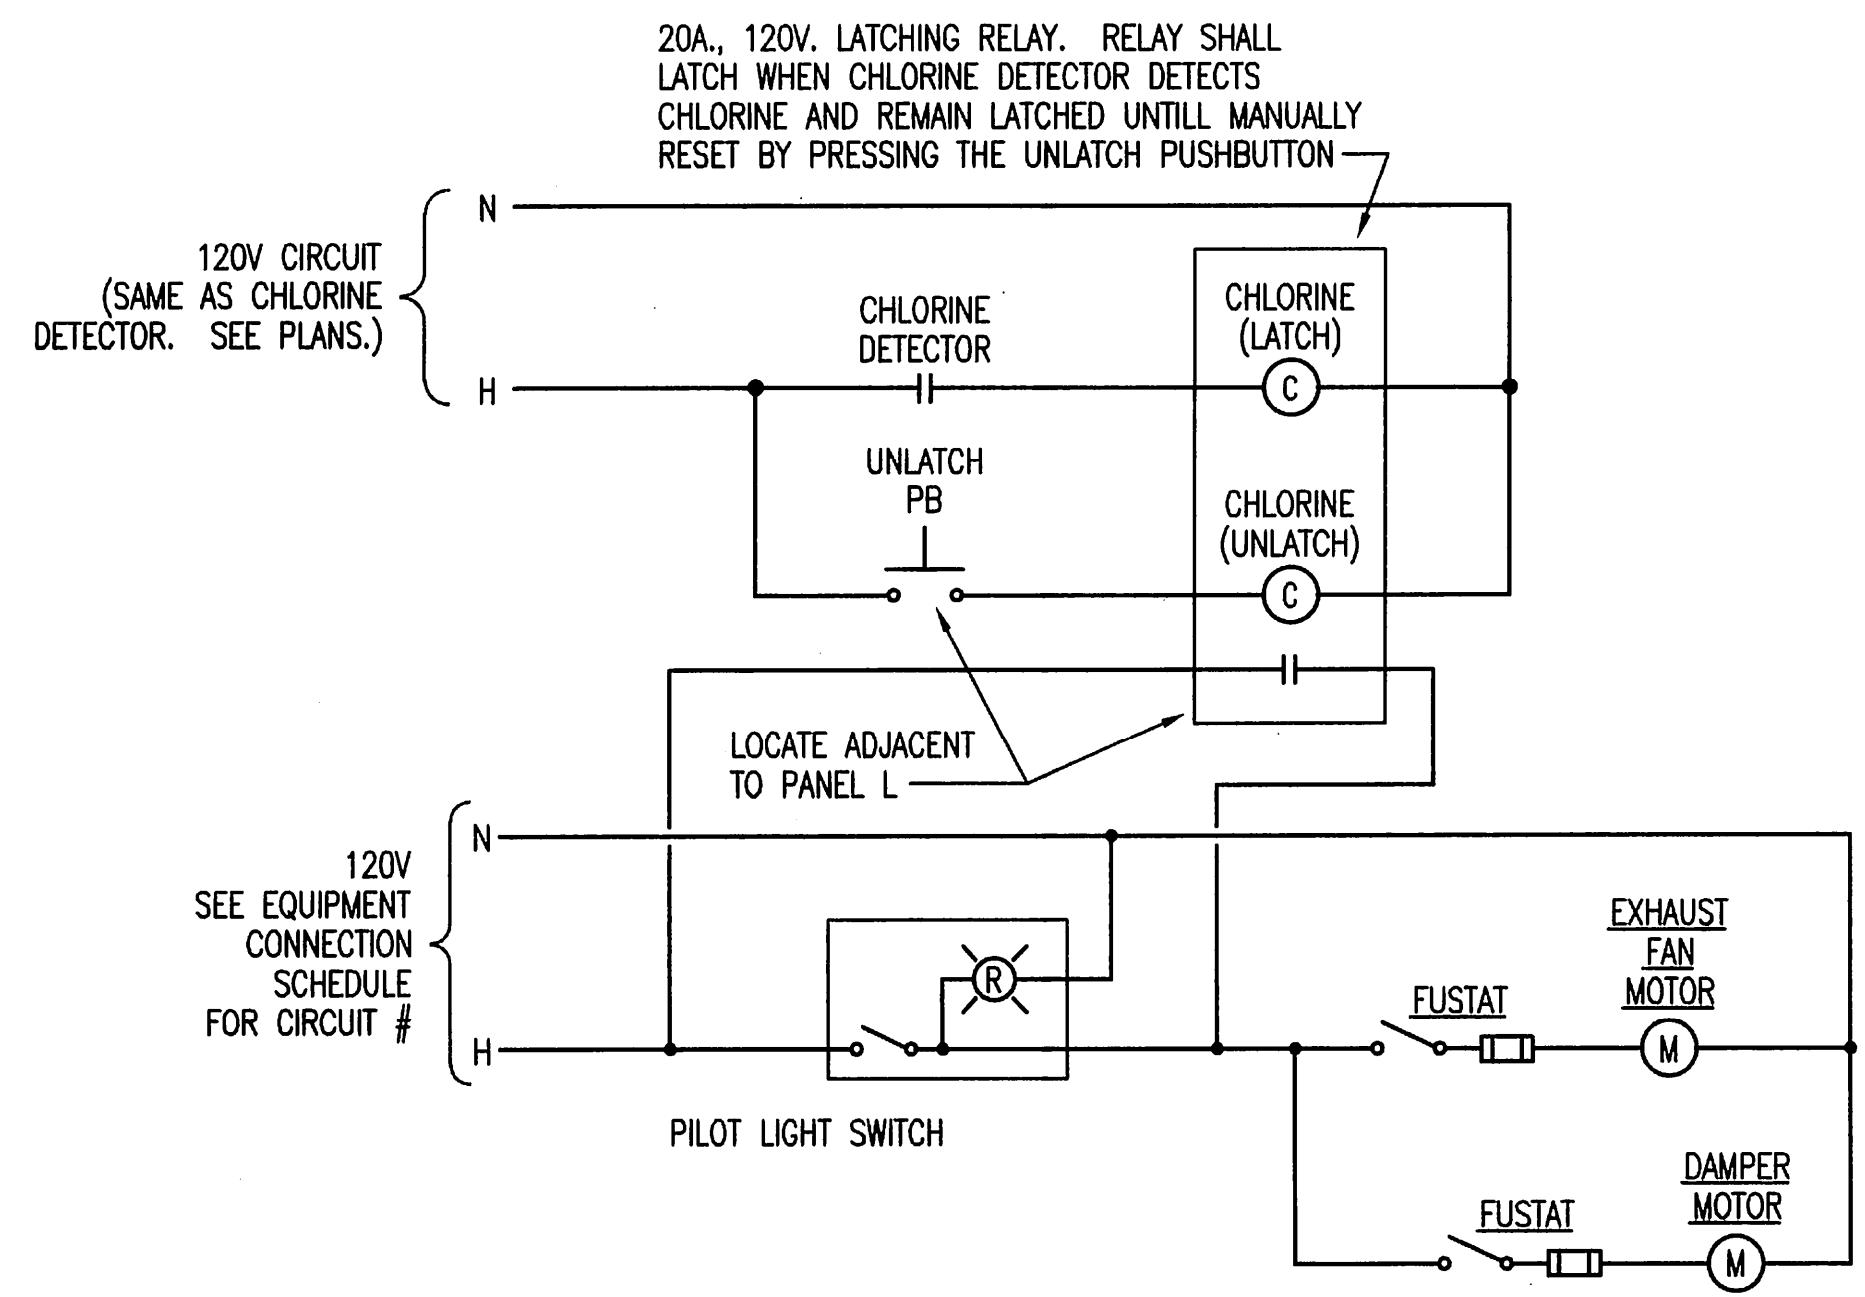 20A., 120V. LATCHING RELAY. RELAY SHALL
LATCH WHEN CHLORINE DETECTOR DETECTS
CHLORINE AND REMAIN LATCHED UNTILL MANUALLY
RESET BY PRESSING THE UNLATCH PUSHBUTTON
N
120V CIRCUIT
(SAME AS CHLORINE
DETECTOR. SEE PLANS.)
H
CHLORINE
DETECTOR
CHLORINE
(LATCH)
C
UNLATCH
PB
CHLORINE
(UNLATCH)
C
LOCATE ADJACENT
TO PANEL L
N
120V
SEE EQUIPMENT
CONNECTION
SCHEDULE
FOR CIRCUIT #
H
R
PILOT LIGHT SWITCH
EXHAUST
FAN
MOTOR
FUSTAT
M
DAMPER
MOTOR
FUSTAT
M